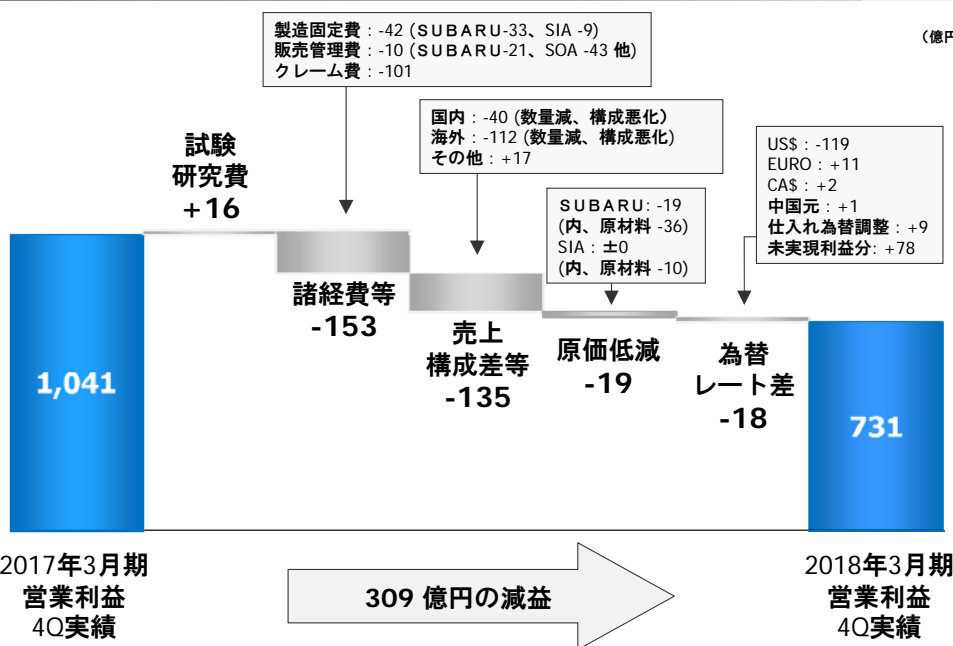 製造固定費：-42 (SUBARU-33、SIA -9)
販売管理費：-10 (SUBARU-21、SOA -43 他)
クレーム費：-101
（億円
国内：-40 (数量減、構成悪化）
海外：-112 (数量減、構成悪化)
その他：+17
US$ : -119
EURO : +11
CA$ : +2
中国元 : +1
仕入れ為替調整 : +9
未実現利益分: +78
SUBARU: -19
(内、原材料 -36)
SIA : ±0
(内、原材料 -10)
試験
研究費
+16
諸経費等
-153
売上
構成差等
-135
原価低減
-19
為替
レート差
-18
1,041
731
2017年3月期
営業利益
4Q実績
309 億円の減益
2018年3月期
営業利益
4Q実績